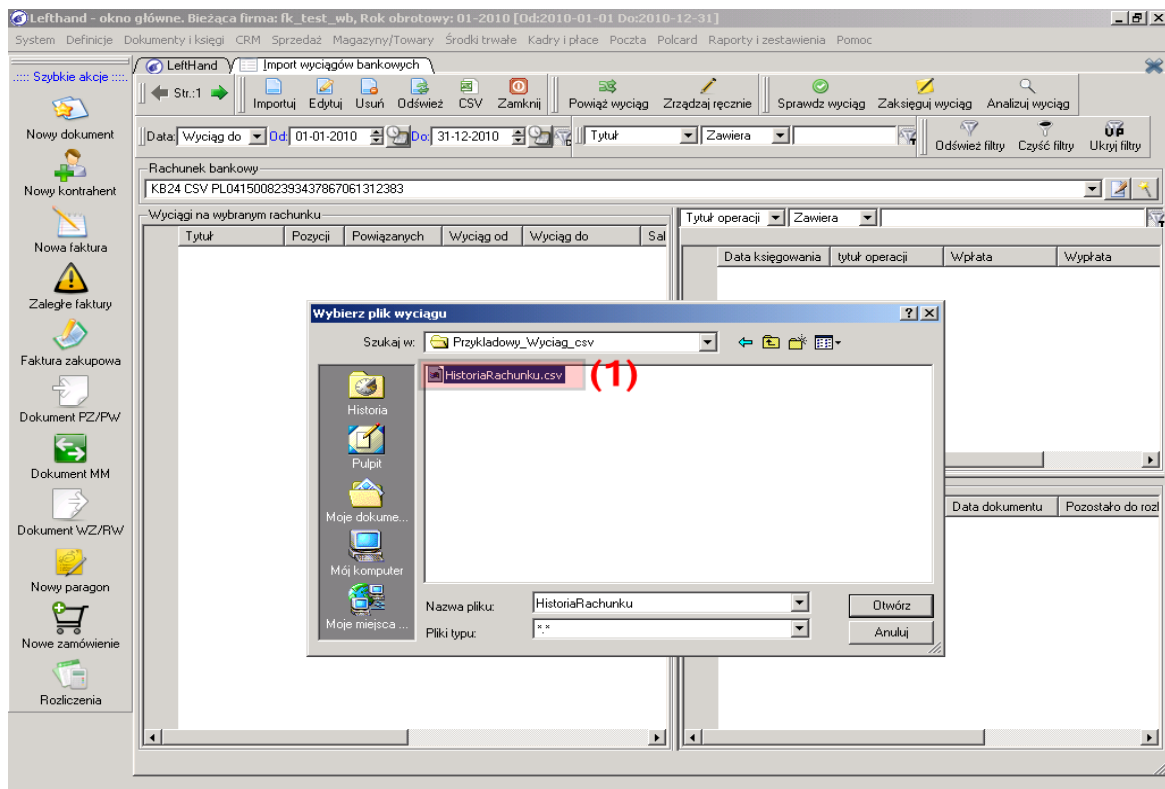 Lefthand - okno główne. Bieżąca firma: fk_test_wb, Rok obrotowy: 01-2010 [Od:2010-01-01 Do:2010-12-31]
System Definicje Dokumenty i księgi CRM Sprzedaż Magazyny/Towary Środki trwałe Kadry i płace Poczta Polcard Raporty i zestawienia Pomoc
.:::: Szybkie akcje ::::.
LeftHand Import wyciągów bankowych
Str.:1 Importuj Edytuj Usuń Odśwież CSV Zamknij Powiąż wyciąg Zrządzaj ręcznie Sprawdz wyciąg Zaksięguj wyciąg Analizuj wyciąg
Data: Wyciąg do Od: 01-01-2010 Do: 31-12-2010 Tytuł Zawiera Odśwież filtry Czyść filtry Ukryj filtry
Rachunek bankowy
KB24 CSV PL04150082393437867061312383
Wyciągi na wybranym rachunku
Tytuł Pozycji Powiązanych Wyciąg od Wyciąg do Sal
Tytuł operacji Zawiera
Data księgowania tytuł operacji Wpłata Wypłata
Data dokumentu Pozostało do rozl
Nowy dokument
Nowy kontrahent
Nowa faktura
Zaległe faktury
Faktura zakupowa
Dokument PZ/PW
Dokument MM
Dokument WZ/RW
Nowy paragon
Nowe zamówienie
Rozliczenia
Wybierz plik wyciągu
Szukaj w: Przykladowy_Wyciag_csv
HistoriaRachunku.csv (1)
Historia
Pulpit
Moje dokume...
Mój komputer
Moje miejsca ...
Nazwa pliku: HistoriaRachunku Otwórz
Pliki typu: *.* Anuluj